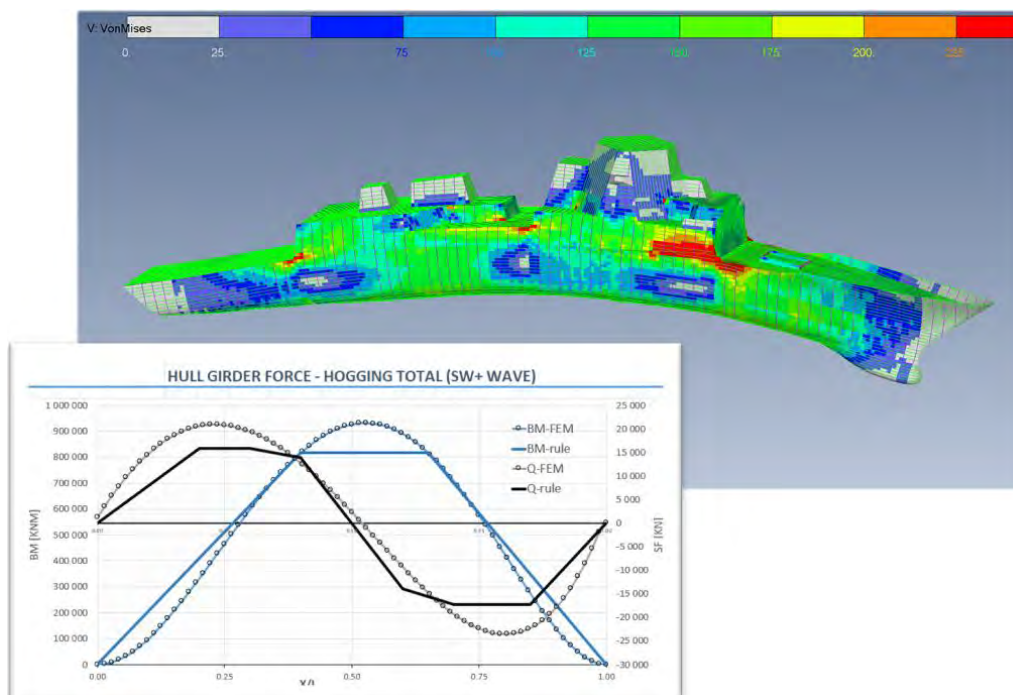 V: VonMises
0. 25. 75 125 175. 200.
HULL GIRDER FORCE - HOGGING TOTAL (SW+ WAVE)
1 000 000
900 000
800 000
700 000
600 000
500 000
400 000
300 000
200 000
100 000
0
BM [KNM]
25 000
20 000
15 000
10 000
5 000
0
-5 000
-10 000
-15 000
-20 000
-25 000
-30 000
SF [KN]
BM-FEM
BM-rule
Q-FEM
Q-rule
0.00 0.25 0.50 0.75 1.00